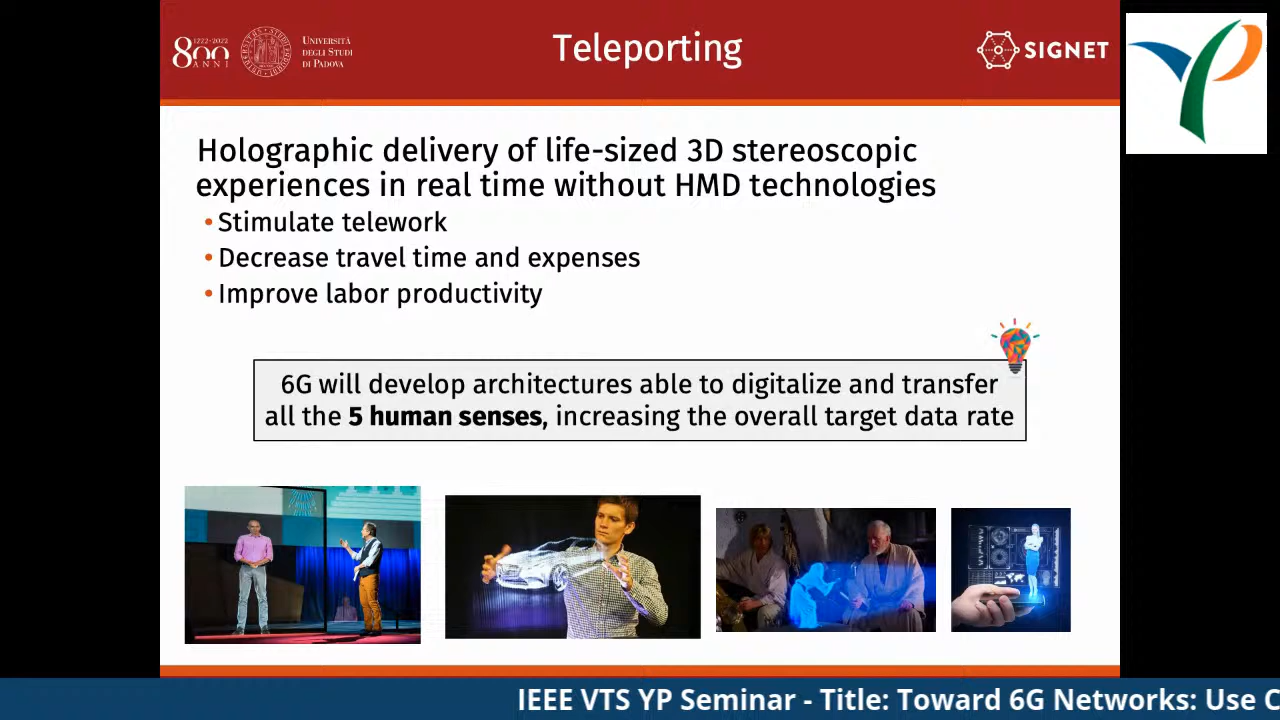 1222-2022
800
ANNI
UNIVERSITÀ
DEGLI STUDI
DI PADOVA
Teleporting
SIGNET
Holographic delivery of life-sized 3D stereoscopic
experiences in real time without HMD technologies
• Stimulate telework
• Decrease travel time and expenses
• Improve labor productivity
6G will develop architectures able to digitalize and transfer
all the 5 human senses, increasing the overall target data rate
IEEE VTS YP Seminar - Title: Toward 6G Networks: Use C